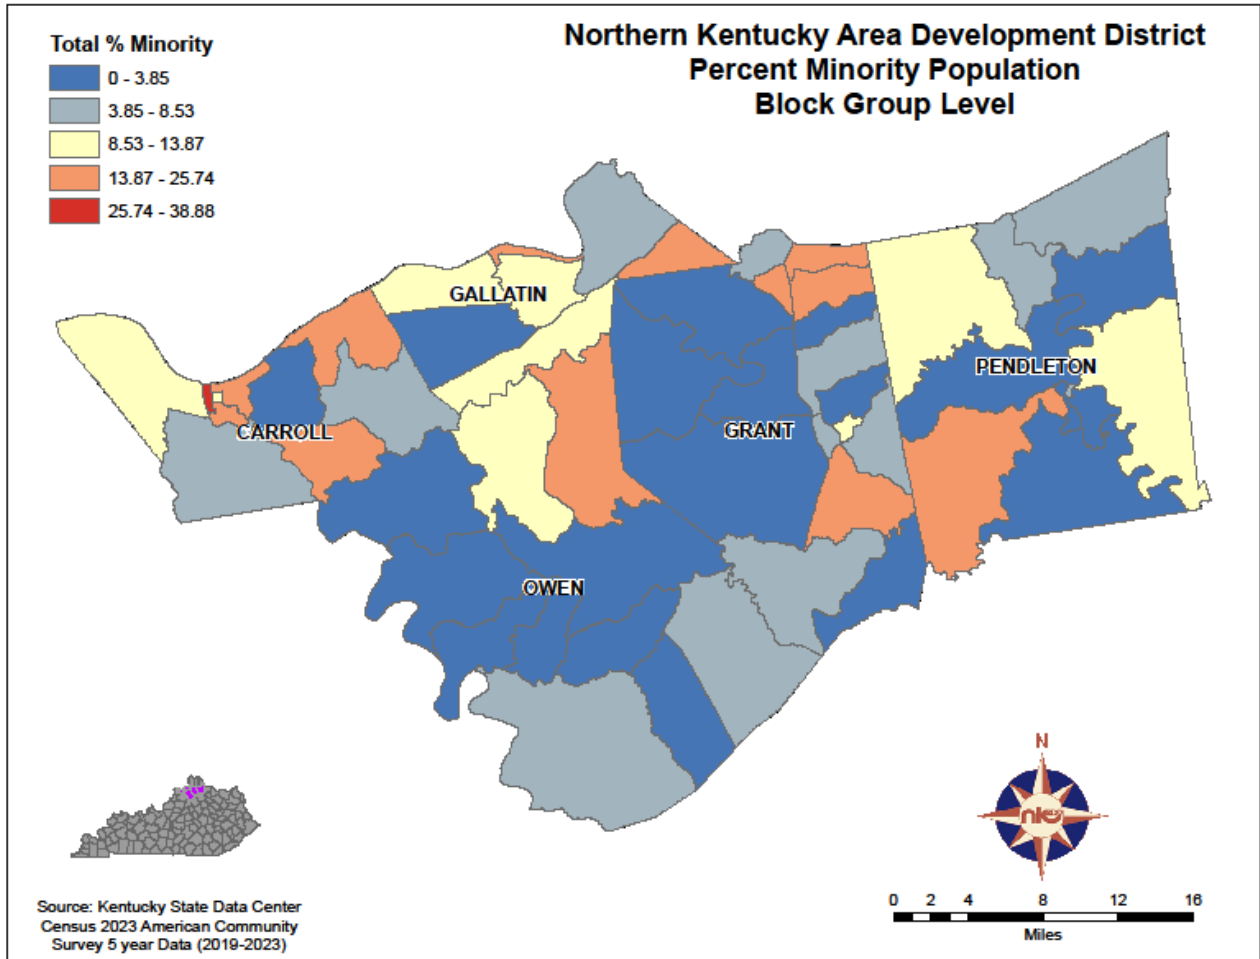 Northern Kentucky Area Development District
Percent Minority Population
Block Group Level
Total % Minority
0 - 3.85
3.85 - 8.53
8.53 - 13.87
13.87 - 25.74
25.74 - 38.88
GALLATIN
PENDLETON
CARROLL
GRANT
OWEN
N
0 2 4 8 12 16
Miles
Source: Kentucky State Data Center
Census 2023 American Community
Survey 5 year Data (2019-2023)